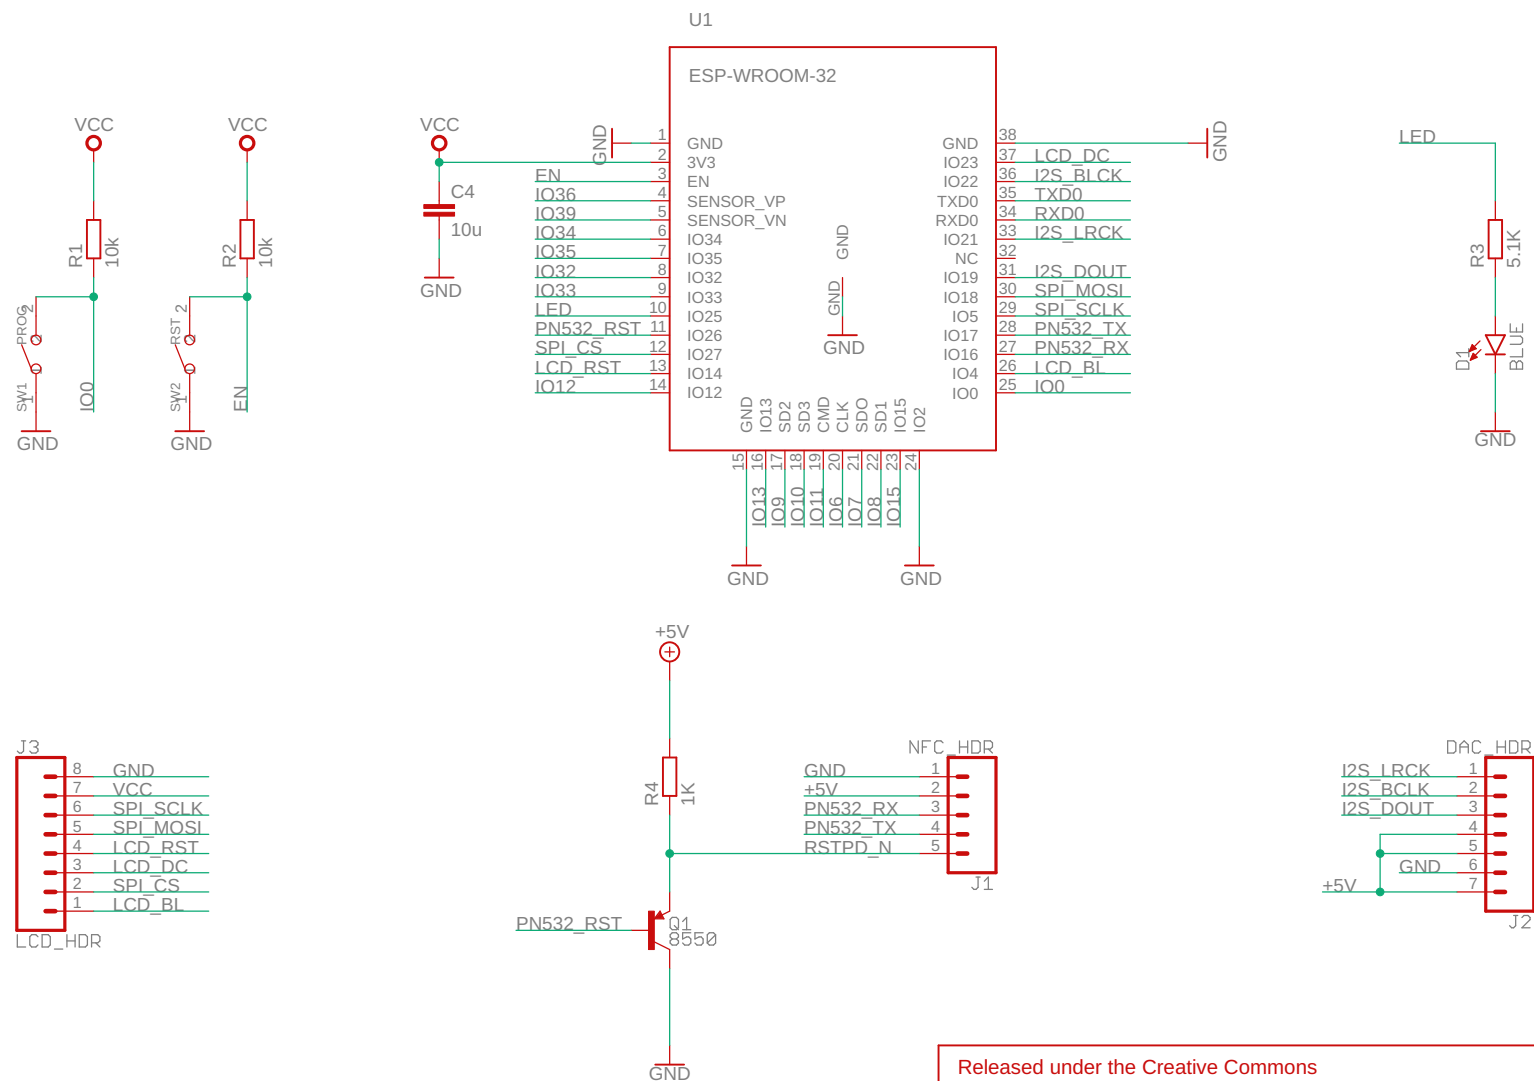 U1
ESP-WROOM-32
VCC
VCC
VCC
R1
10k
R2
10k
PROG
2
1
SW1
IO0
GND
RST
2
1
SW2
EN
GND
C4
10u
GND
GND
1 GND
2 3V3
EN 3 EN
IO36 4 SENSOR_VP
IO39 5 SENSOR_VN
IO34 6 IO34
IO35 7 IO35
IO32 8 IO32
IO33 9 IO33
LED 10 IO25
PN532_RST 11 IO26
SPI_CS 12 IO27
LCD_RST 13 IO14
IO12 14 IO12
GND
GND
GND
GND 38
GND
IO23 37 LCD_DC
IO22 36 I2S_BLCK
TXD0 35 TXD0
RXD0 34 RXD0
IO21 33 I2S_LRCK
NC 32
IO19 31 I2S_DOUT
IO18 30 SPI_MOSI
IO5 29 SPI_SCLK
IO17 28 PN532_TX
IO16 27 PN532_RX
IO4 26 LCD_BL
IO0 25 IO0
GND IO13 SD2 SD3 CMD CLK SDO SD1 IO15 IO2
15 16 17 18 19 20 21 22 23 24
IO13 IO9 IO10 IO11 IO6 IO7 IO8 IO15
GND
GND
LED
R3
5.1K
D1
BLUE
GND
J3
8 GND
7 VCC
6 SPI_SCLK
5 SPI_MOSI
4 LCD_RST
3 LCD_DC
2 SPI_CS
1 LCD_BL
LCD_HDR
+5V
R4
1K
PN532_RST
Q1
8550
GND
NFC_HDR
GND 1
+5V 2
PN532_RX 3
PN532_TX 4
RSTPD_N 5
J1
DAC_HDR
I2S_LRCK 1
I2S_BCLK 2
I2S_DOUT 3
4
5
GND 6
+5V 7
J2
Released under the Creative Commons